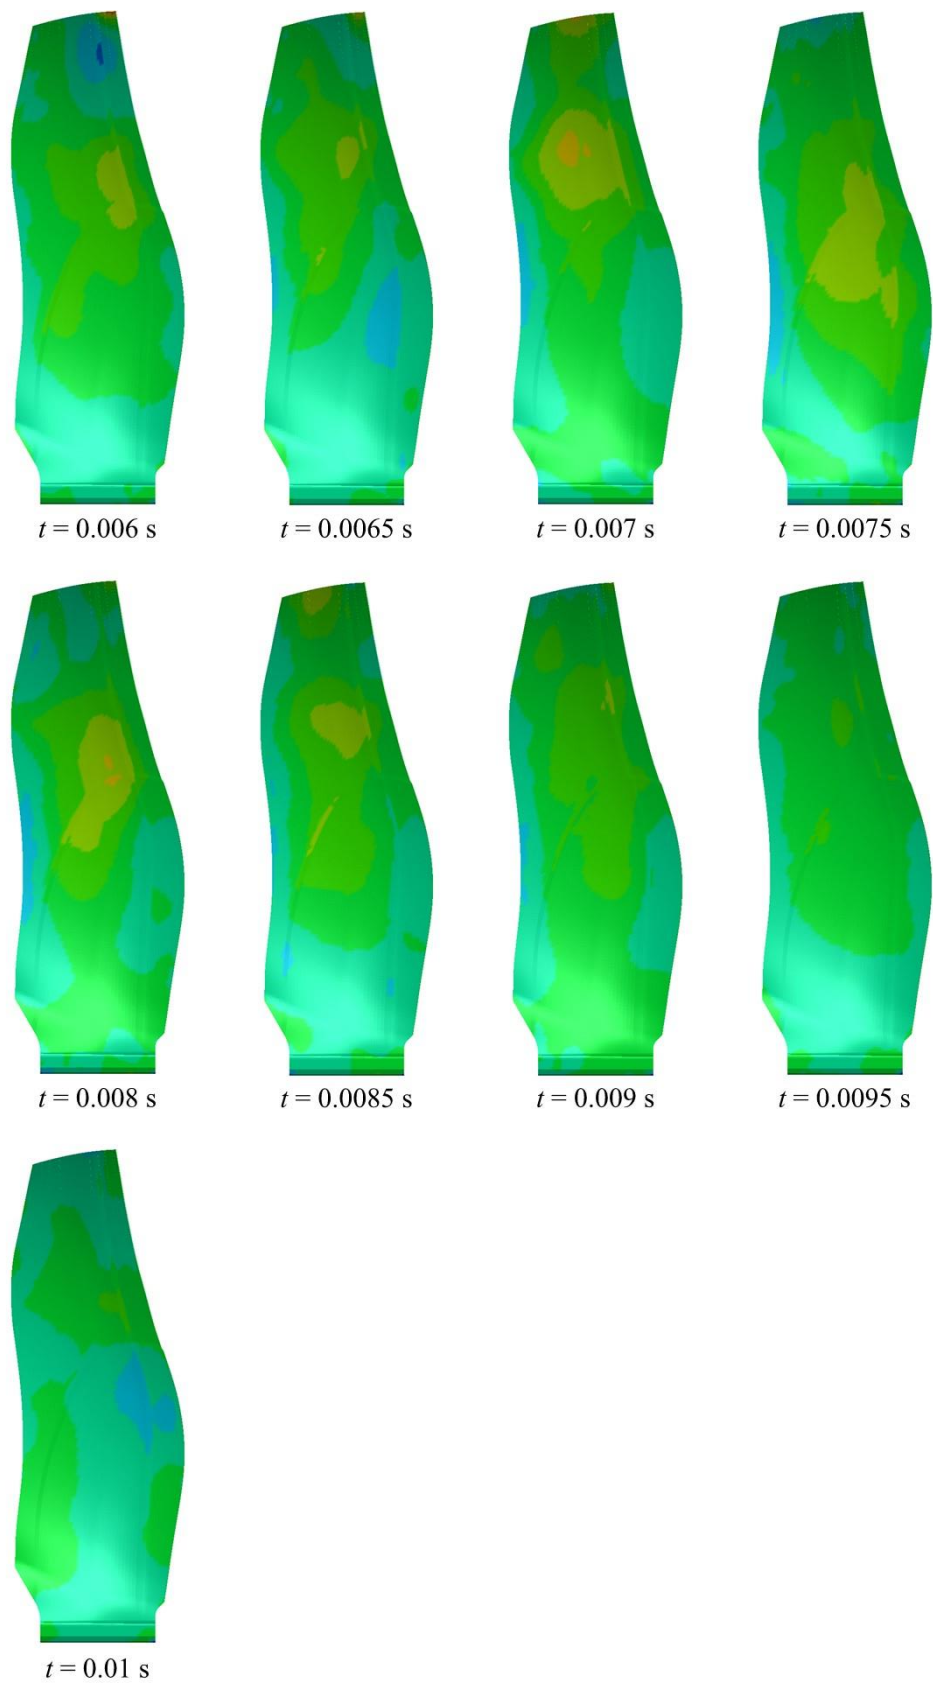 t = 0.006 s
t = 0.0065 s
t = 0.007 s
t = 0.0075 s
t = 0.008 s
t = 0.0085 s
t = 0.009 s
t = 0.0095 s
t = 0.01 s